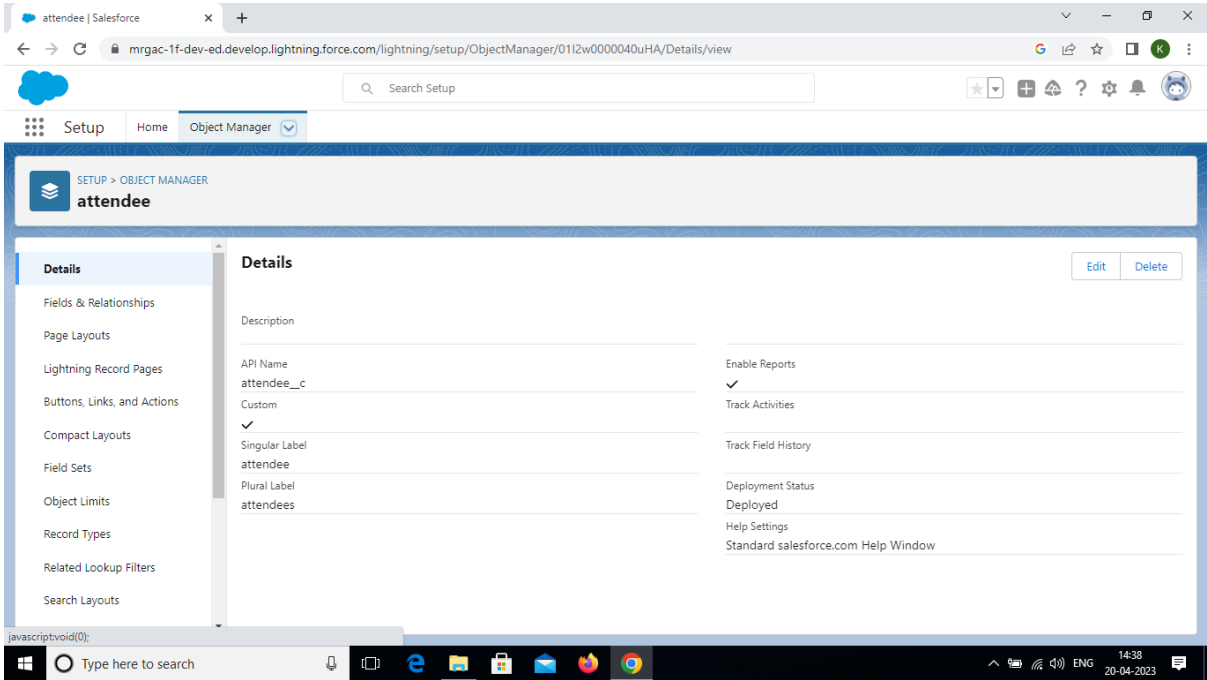 attendee | Salesforce
mrgac-1f-dev-ed.develop.lightning.force.com/lightning/setup/ObjectManager/01I2w0000040uHA/Details/view
G
K
Search Setup
Setup
Home
Object Manager
SETUP > OBJECT MANAGER
attendee
Details
Fields & Relationships
Page Layouts
Lightning Record Pages
Buttons, Links, and Actions
Compact Layouts
Field Sets
Object Limits
Record Types
Related Lookup Filters
Search Layouts
Details
Edit
Delete
Description
API Name
attendee__c
Custom
Singular Label
attendee
Plural Label
attendees
Enable Reports
Track Activities
Track Field History
Deployment Status
Deployed
Help Settings
Standard salesforce.com Help Window
javascript:void(0);
Type here to search
ENG
14:38
20-04-2023